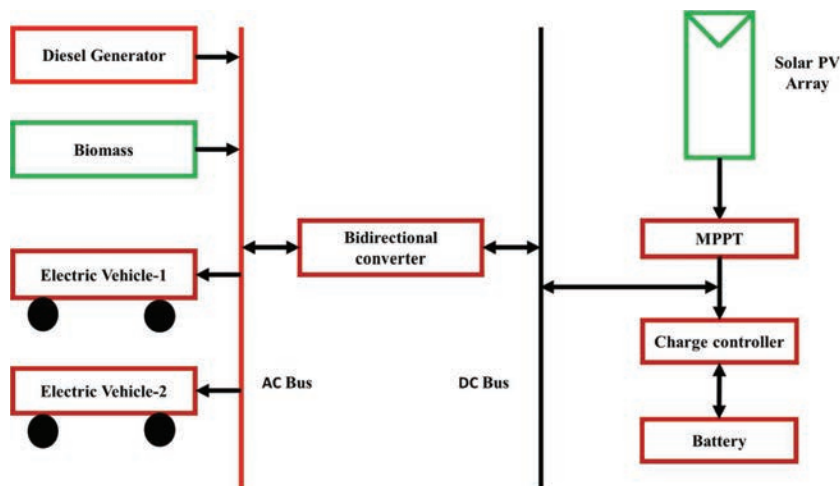 Diesel Generator
Biomass
Electric Vehicle-1
Electric Vehicle-2
AC Bus
Bidirectional
converter
DC Bus
Solar PV
Array
MPPT
Charge controller
Battery